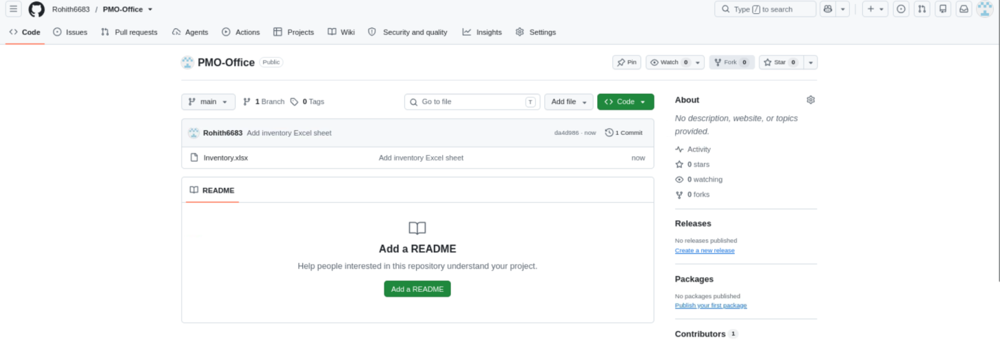 Rohith6683 / PMO-Office
Type / to search
Code Issues Pull requests Agents Actions Projects Wiki Security and quality Insights Settings
PMO-Office Public
Pin Watch 0 Fork 0 Star 0
main 1 Branch 0 Tags Go to file T Add file Code
Rohith6683 Add inventory Excel sheet da4d986 · now 1 Commit
Inventory.xlsx Add inventory Excel sheet now
README
Add a README
Help people interested in this repository understand your project.
Add a README
About
No description, website, or topics
provided.
Activity
0 stars
0 watching
0 forks
Releases
No releases published
Create a new release
Packages
No packages published
Publish your first package
Contributors 1